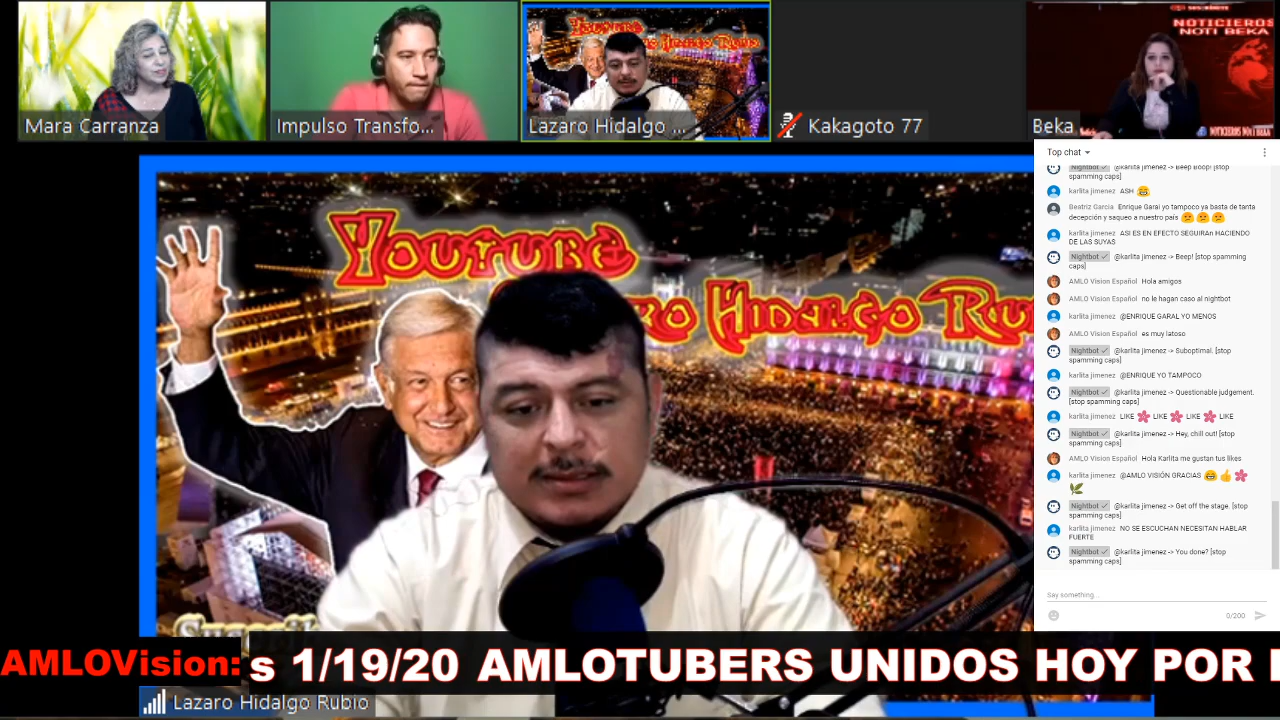 NOTICIEROS
NOTI BEKA
Mara Carranza
Impulso Transfo...
Lazaro Hidalgo ...
Kakagoto 77
Beka
NOTICIEROS NOTI BEKA
Youtube
ro Hidalgo Ru
Top chat
Nightbot @karlita jimenez -> Beep Boop! [stop
spamming caps]
karlita jimenez ASH 😂
Beatriz Garcia Enrique Garai yo tampoco ya basta de tanta
decepción y saqueo a nuestro país 😕 😕 😕
karlita jimenez ASI ES EN EFECTO SEGUIRAn HACIENDO
DE LAS SUYAS
Nightbot @karlita jimenez -> Beep! [stop spamming
caps]
AMLO Vision Español Hola amigos
AMLO Vision Español no le hagan caso al nightbot
karlita jimenez @ENRIQUE GARAL YO MENOS
AMLO Vision Español es muy latoso
Nightbot @karlita jimenez -> Suboptimal. [stop
spamming caps]
karlita jimenez @ENRIQUE YO TAMPOCO
Nightbot @karlita jimenez -> Questionable judgement.
[stop spamming caps]
karlita jimenez LIKE 🌺 LIKE 🌺 LIKE 🌺 LIKE
Nightbot @karlita jimenez -> Hey, chill out! [stop
spamming caps]
AMLO Vision Español Hola Karlita me gustan tus likes
karlita jimenez @AMLO VISIÓN GRACIAS 😂 👍 🌺
🌿
Nightbot @karlita jimenez -> Get off the stage. [stop
spamming caps]
karlita jimenez NO SE ESCUCHAN NECESITAN HABLAR
FUERTE
Nightbot @karlita jimenez -> You done? [stop
spamming caps]
Say something...
0/200
AMLOVision: s 1/19/20 AMLOTUBERS UNIDOS HOY POR
Lazaro Hidalgo Rubio